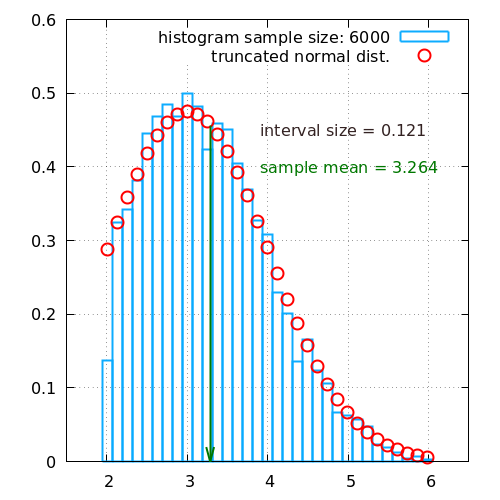 histogram sample size: 6000
truncated normal dist.
interval size = 0.121
sample mean = 3.264
0.6
0.5
0.4
0.3
0.2
0.1
0
2 3 4 5 6